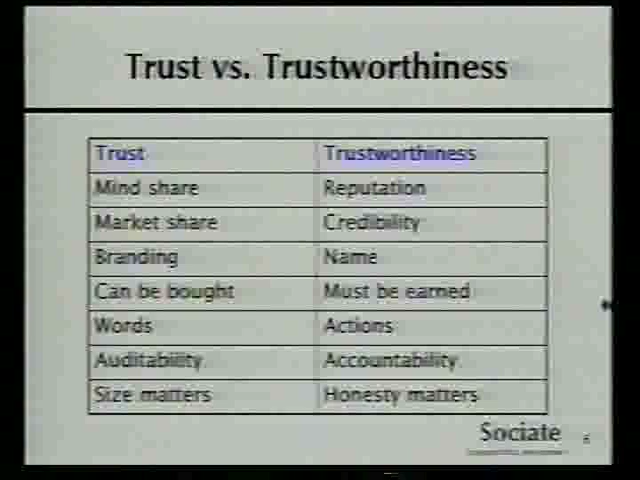 Trust vs. Trustworthiness
Trust Trustworthiness
Mind share Reputation
Market share Credibility
Branding Name
Can be bought Must be earned
Words Actions
Auditability Accountability
Size matters Honesty matters
Sociate